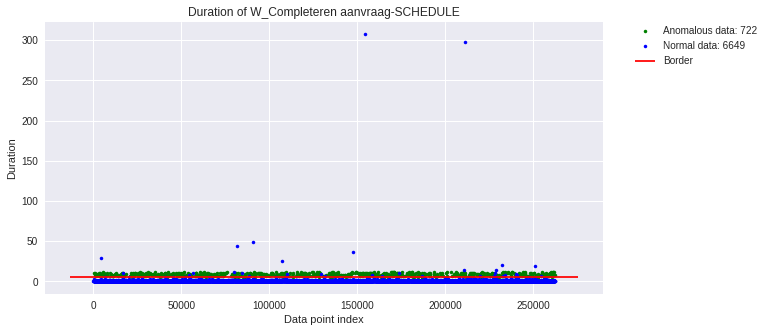 Duration of W_Completeren aanvraag-SCHEDULE
Anomalous data: 722
Normal data: 6649
Border
300
250
200
150
100
50
0
Duration
0 50000 100000 150000 200000 250000
Data point index